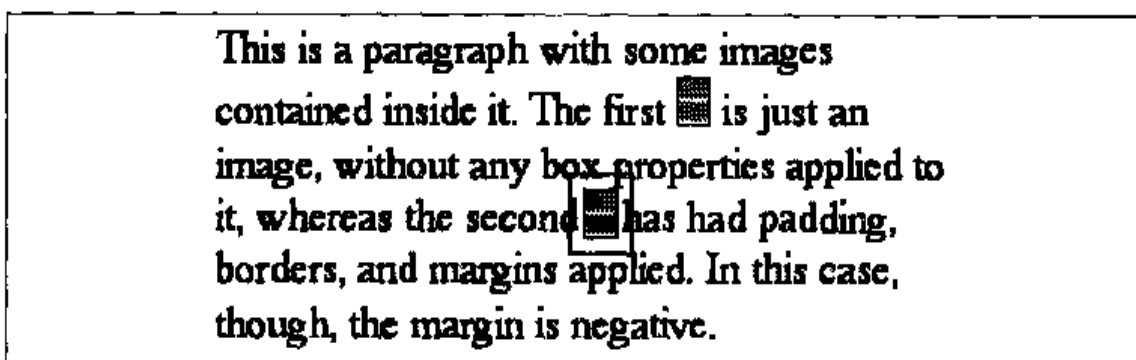 This is a paragraph with some images
contained inside it. The first is just an
image, without any box properties applied to
it, whereas the second has had padding,
borders, and margins applied. In this case,
though, the margin is negative.